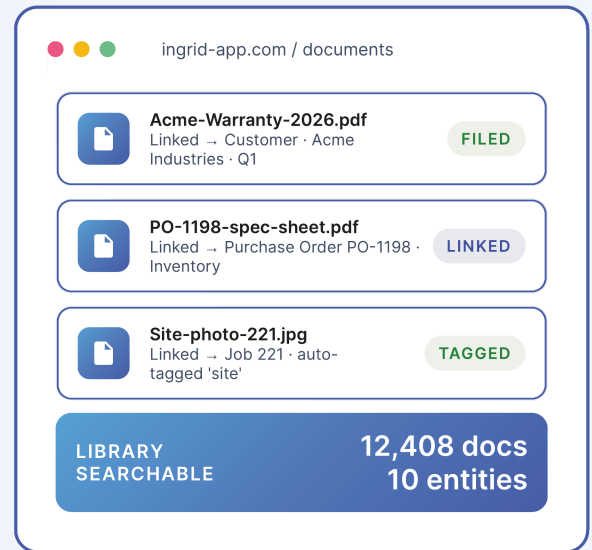 ingrid-app.com / documents
Acme-Warranty-2026.pdf
Linked → Customer · Acme
Industries · Q1
FILED
PO-1198-spec-sheet.pdf
Linked → Purchase Order PO-1198 ·
Inventory
LINKED
Site-photo-221.jpg
Linked → Job 221 · auto-
tagged 'site'
TAGGED
LIBRARY
SEARCHABLE
12,408 docs
10 entities